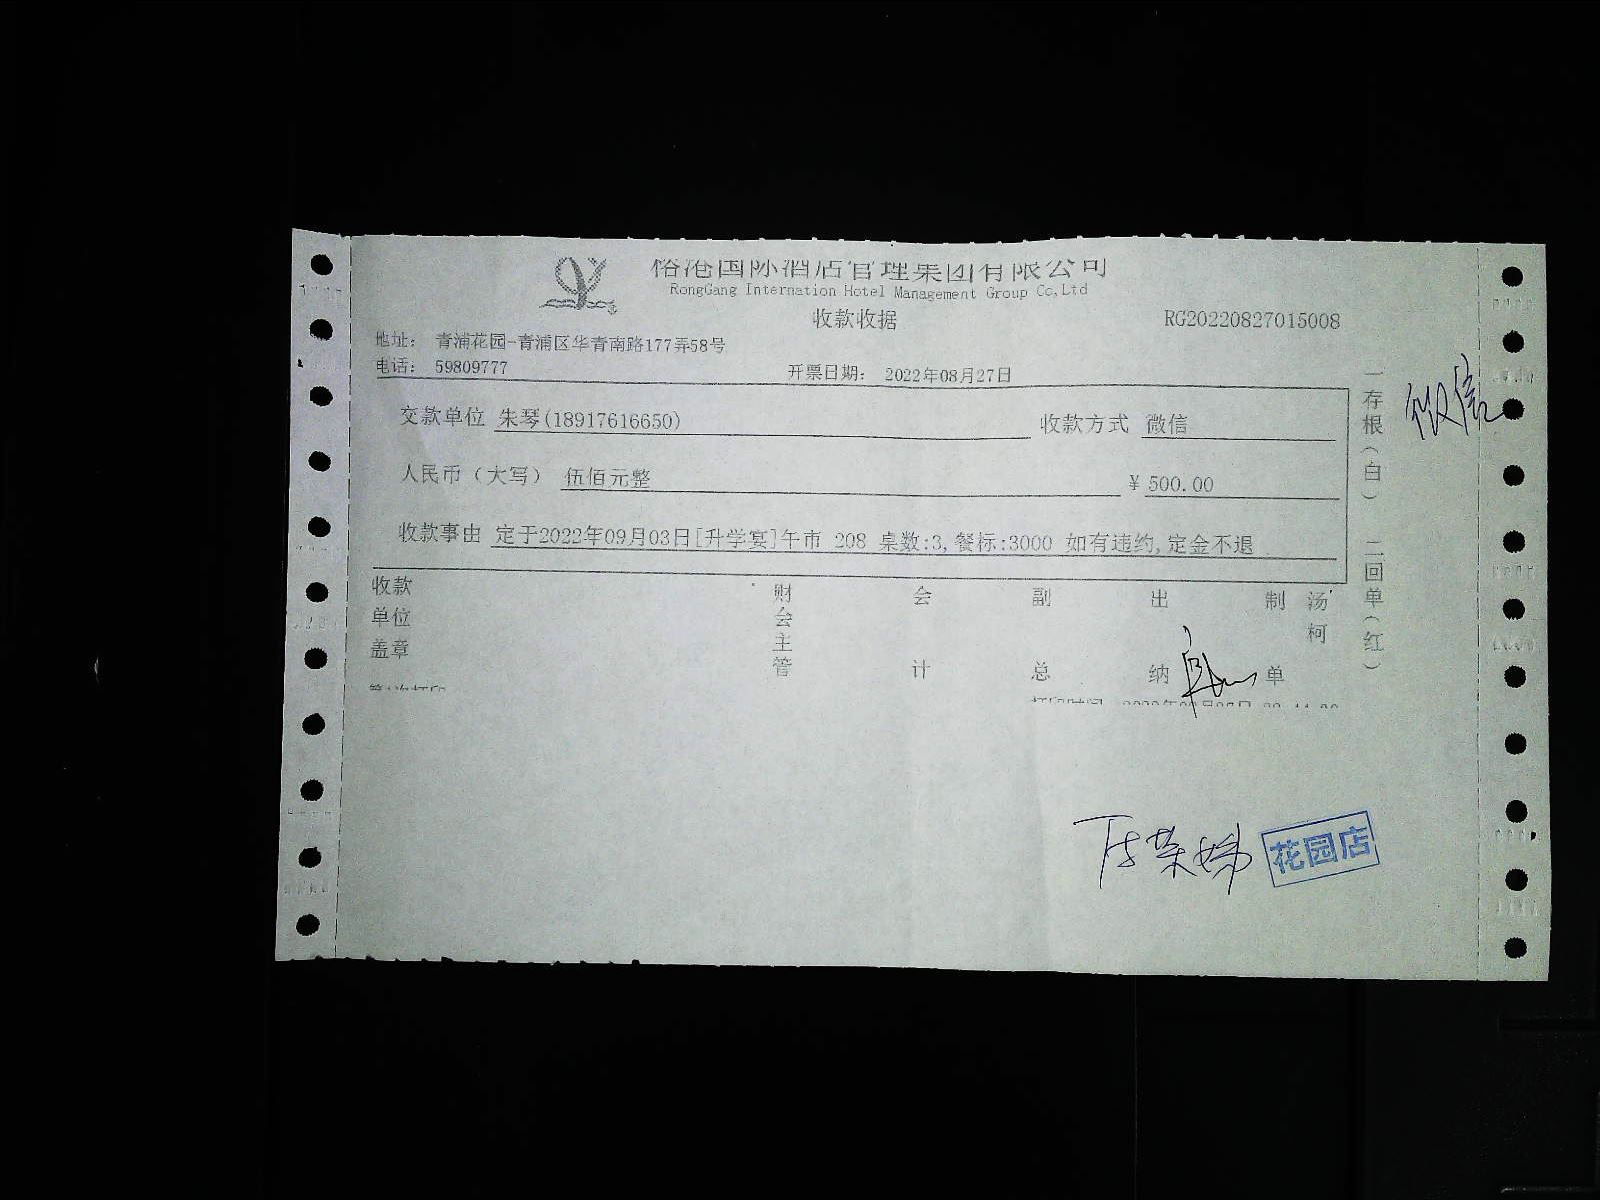 裕港国际酒店管理集团有限公司
RongGang Internation Hotel Management Group Co,Ltd
收款收据
RG20220827015008
地址： 青浦花园-青浦区华青南路177弄58号
电话： 59809777
开票日期： 2022年08月27日
交款单位 朱琴(18917616650)
收款方式 微信
人民币（大写） 伍佰元整
¥ 500.00
收款事由 定于2022年09月03日[升学宴]午市 208 桌数:3,餐标:3000 如有违约,定金不退
收款单位盖章
财会主管
会计
副总
出纳
制单
汤柯
一存根（白） 二回单（红）
微信
花园店